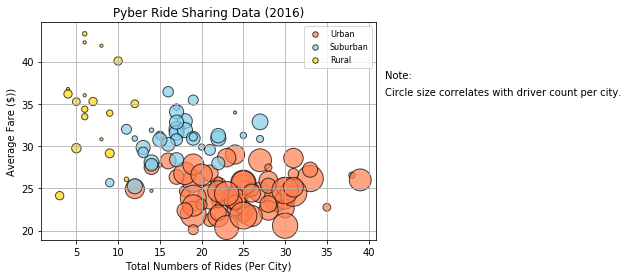 Pyber Ride Sharing Data (2016)
Urban
Suburban
Rural
Note:
Circle size correlates with driver count per city.
Average Fare ($))
40
35
30
25
20
5
10
15
20
25
30
35
40
Total Numbers of Rides (Per City)